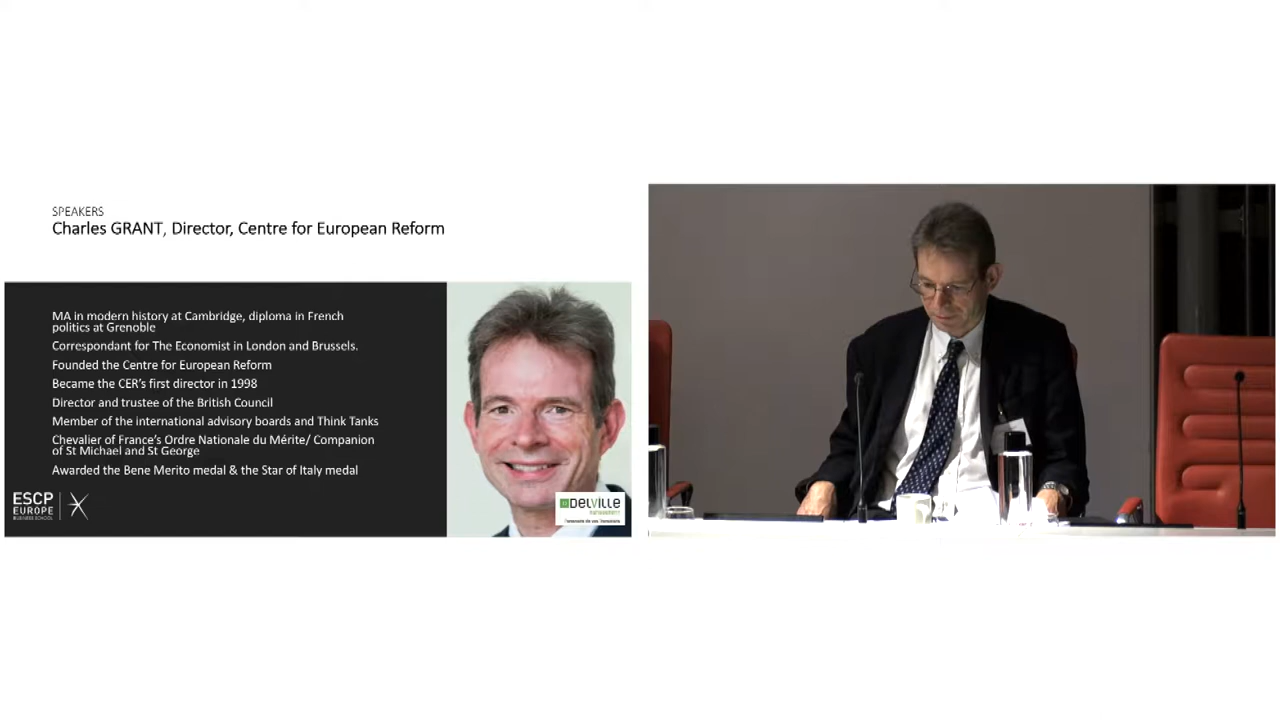 SPEAKERS
Charles GRANT, Director, Centre for European Reform
MA in modern history at Cambridge, diploma in French
politics at Grenoble
Correspondant for The Economist in London and Brussels.
Founded the Centre for European Reform
Became the CER's first director in 1998
Director and trustee of the British Council
Member of the international advisory boards and Think Tanks
Chevalier of France's Ordre Nationale du Mérite/ Companion
of St Michael and St George
Awarded the Bene Merito medal & the Star of Italy medal
ESCP
EUROPE
BUSINESS SCHOOL
DELVILLE